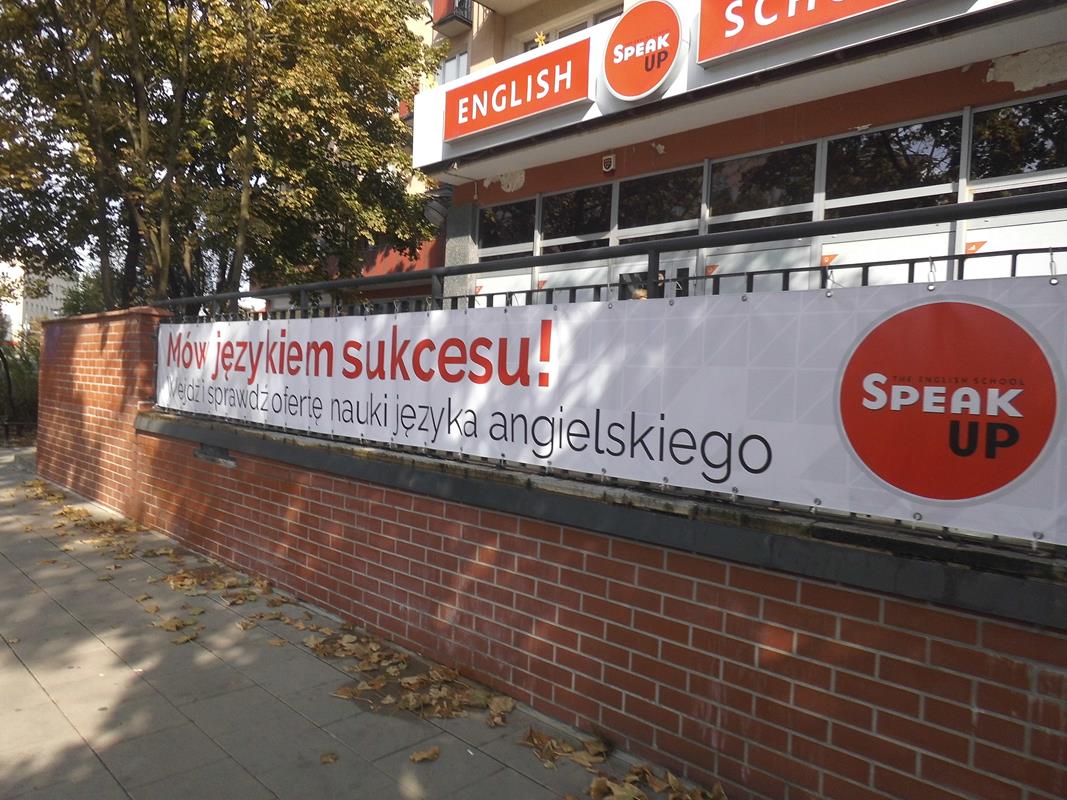 ENGLISH
SPEAK
UP
Mów językiem sukcesu!
Wejdź i sprawdź ofertę nauki języka angielskiego
THE ENGLISH SCHOOL
SPEAK
UP